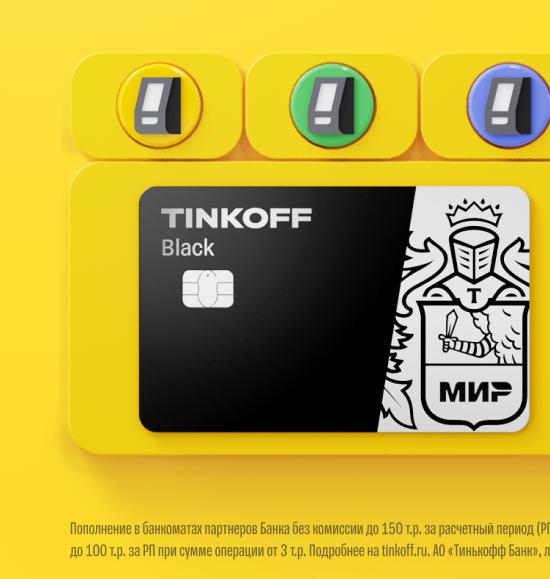 TINKOFF
Black
T
МИР
Пополнение в банкоматах партнеров Банка без комиссии до 150 т.р. за расчетный период (РП
до 100 т.р. за РП при сумме операции от 3 т.р. Подробнее на tinkoff.ru. АО «Тинькофф Банк», л